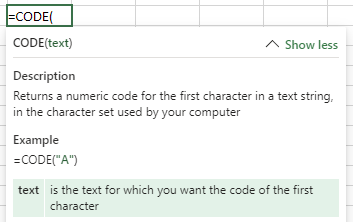 =CODE(
CODE(text)
Show less
Description
Returns a numeric code for the first character in a text string,
in the character set used by your computer
Example
=CODE("A")
text is the text for which you want the code of the first
character